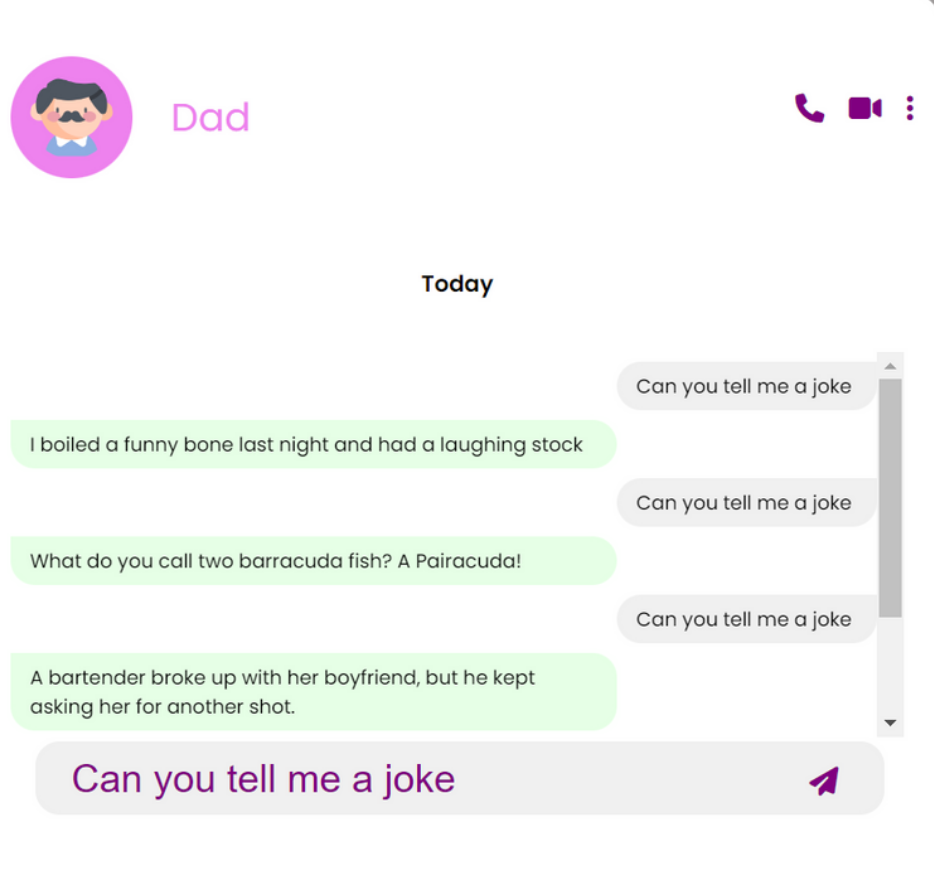 Dad
Today
Can you tell me a joke
I boiled a funny bone last night and had a laughing stock
Can you tell me a joke
What do you call two barracuda fish? A Pairacuda!
Can you tell me a joke
A bartender broke up with her boyfriend, but he kept
asking her for another shot.
Can you tell me a joke